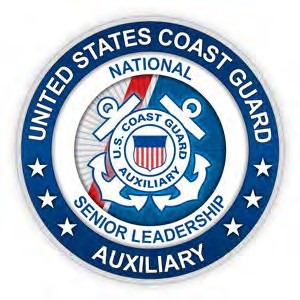 UNITED STATES COAST GUARD
AUXILIARY
NATIONAL
SENIOR LEADERSHIP
U.S. COAST GUARD
AUXILIARY